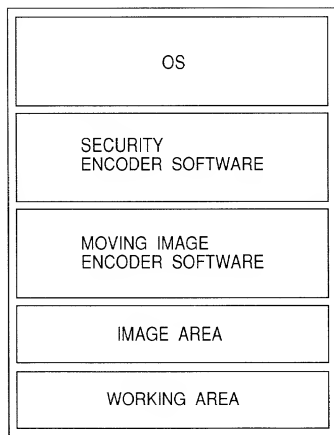 OS
SECURITY
ENCODER SOFTWARE
MOVING IMAGE
ENCODER SOFTWARE
IMAGE AREA
WORKING AREA